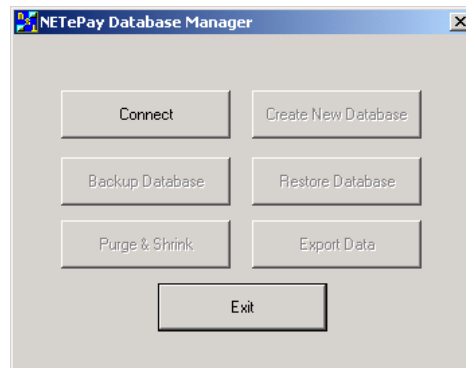 NETePay Database Manager
Connect
Create New Database
Backup Database
Restore Database
Purge & Shrink
Export Data
Exit